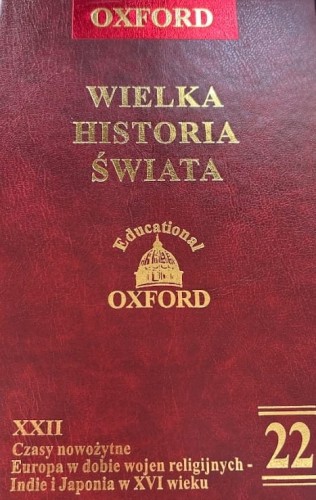 OXFORD
WIELKA
HISTORIA
ŚWIATA
Educational
OXFORD
XXII
Czasy nowożytne
Europa w dobie wojen religijnych -
Indie i Japonia w XVI wieku
22